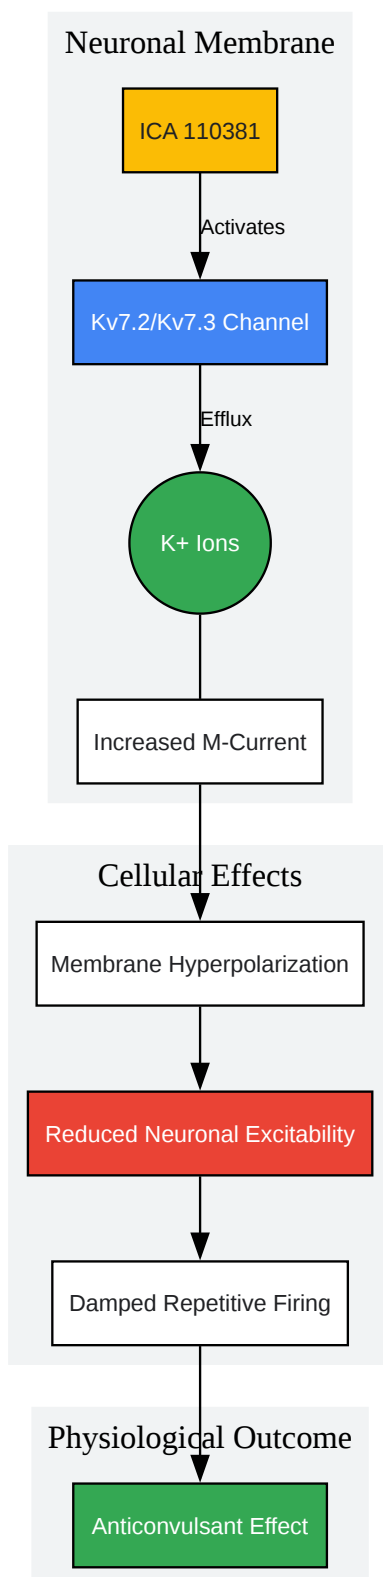 Neuronal Membrane
ICA 110381
Activates
Kv7.2/Kv7.3 Channel
Efflux
K+ Ions
Increased M-Current
Cellular Effects
Membrane Hyperpolarization
Reduced Neuronal Excitability
Damped Repetitive Firing
Physiological Outcome
Anticonvulsant Effect